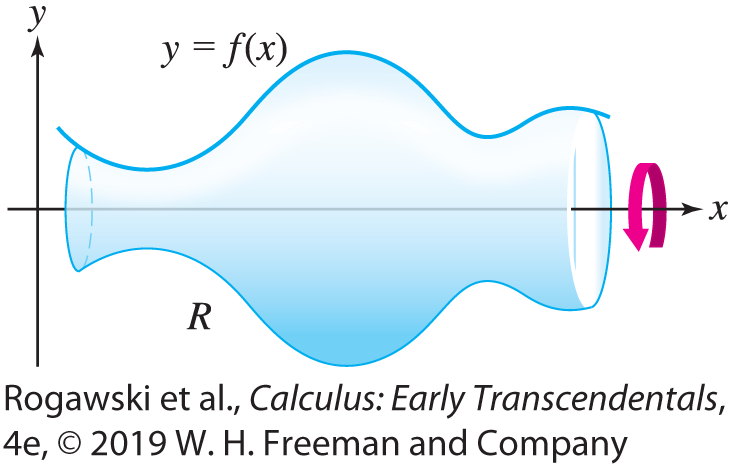 y
y = f(x)
x
R
Rogawski et al., Calculus: Early Transcendentals,
4e, © 2019 W. H. Freeman and Company